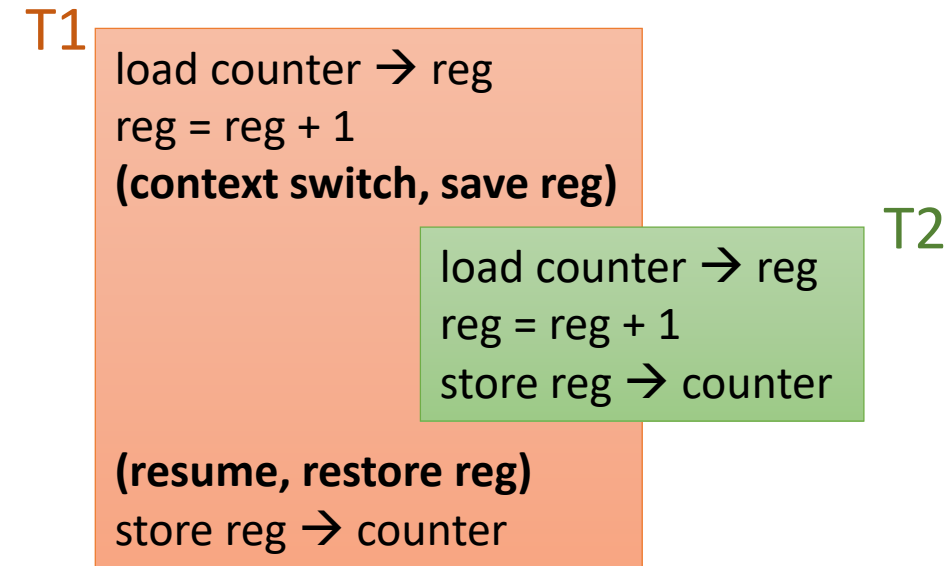 T1
load counter → reg
reg = reg + 1
(context switch, save reg)
T2
load counter → reg
reg = reg + 1
store reg → counter
(resume, restore reg)
store reg → counter